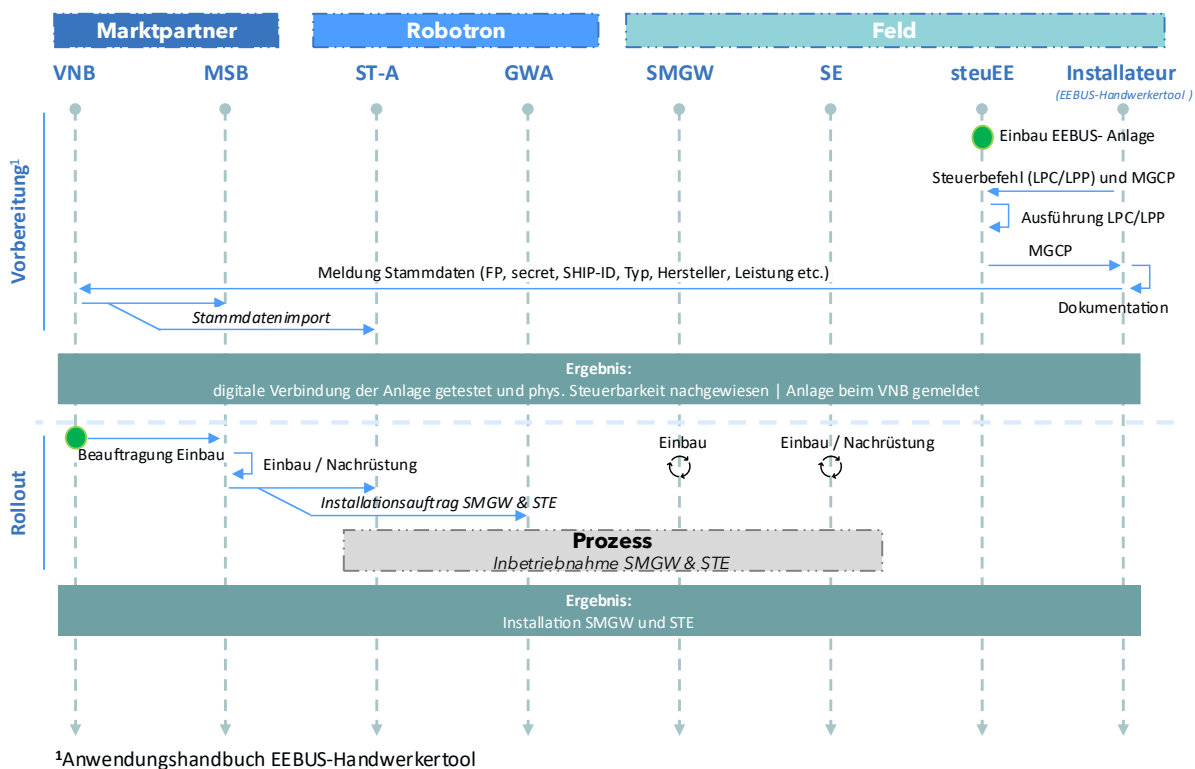 Marktpartner
Robotron
Feld
VNB
MSB
ST-A
GWA
SMGW
SE
steuEE
Installateur
(EEBUS-Handwerkertool )
Vorbereitung¹
Einbau EEBUS- Anlage
Steuerbefehl (LPC/LPP) und MGCP
Ausführung LPC/LPP
MGCP
Meldung Stammdaten (FP, secret, SHIP-ID, Typ, Hersteller, Leistung etc.)
Dokumentation
Stammdatenimport
Ergebnis:
digitale Verbindung der Anlage getestet und phys. Steuerbarkeit nachgewiesen | Anlage beim VNB gemeldet
Rollout
Beauftragung Einbau
Einbau
Einbau / Nachrüstung
Einbau / Nachrüstung
Installationsauftrag SMGW & STE
Prozess
Inbetriebnahme SMGW & STE
Ergebnis:
Installation SMGW und STE
¹Anwendungshandbuch EEBUS-Handwerkertool